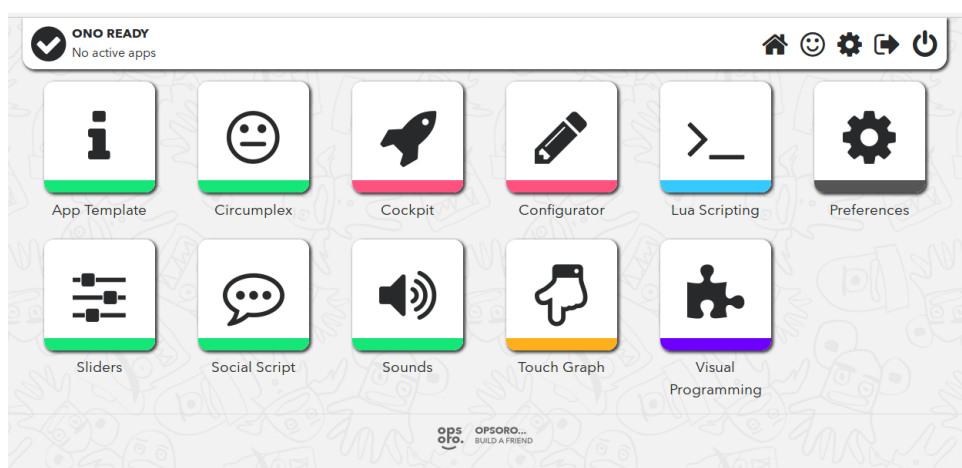 ONO READY
No active apps
App Template
Circumplex
Cockpit
Configurator
Lua Scripting
Preferences
Sliders
Social Script
Sounds
Touch Graph
Visual
Programming
ops
oro.
OPSORO...
BUILD A FRIEND